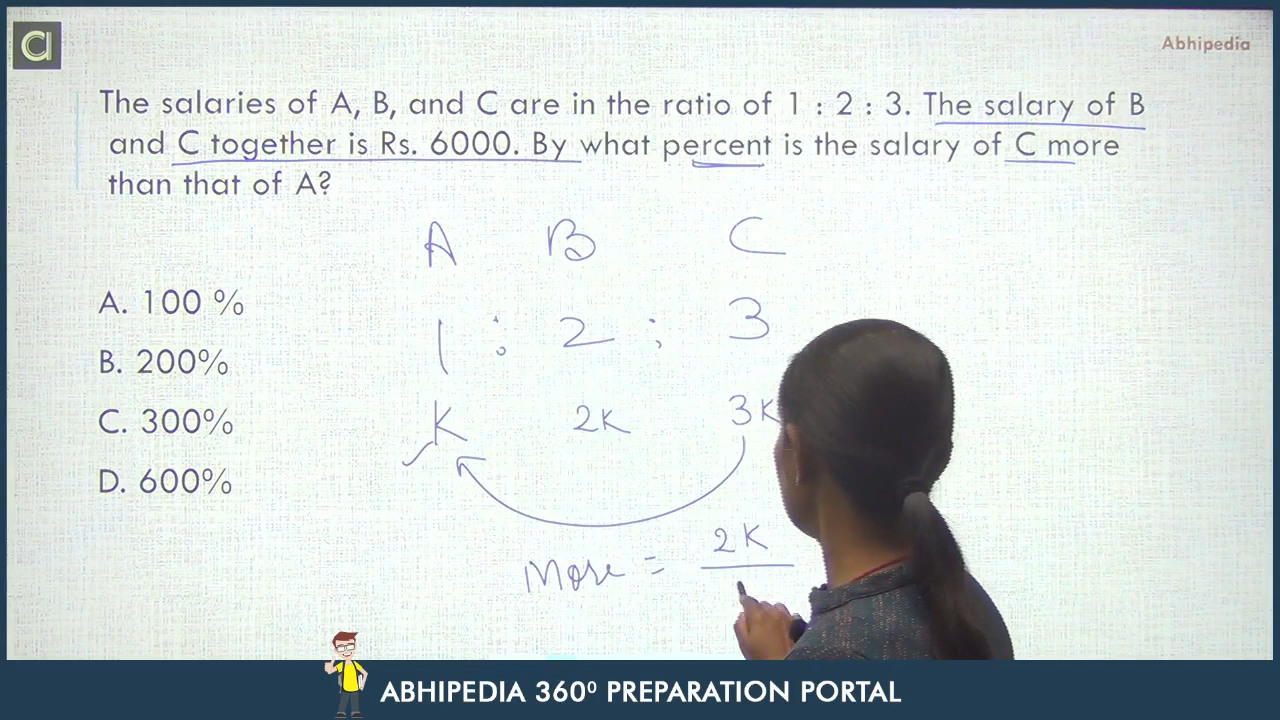 a
Abhipedia
The salaries of A, B, and C are in the ratio of 1 : 2 : 3. The salary of B
and C together is Rs. 6000. By what percent is the salary of C more
than that of A?
A B C
A. 100 %
1 : 2 : 3
B. 200%
C. 300%
K 2K 3K
D. 600%
More = 2K
ABHIPEDIA 360⁰ PREPARATION PORTAL